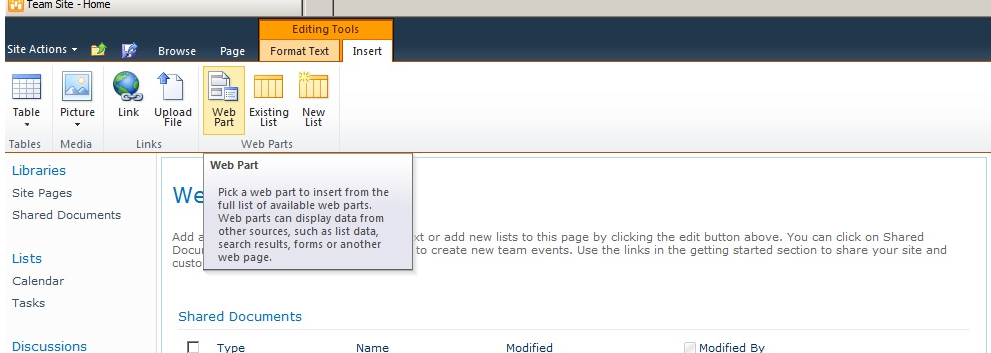 Team Site - Home
Editing Tools
Site Actions Browse Page Format Text Insert
Table Picture Link Upload File Web Part Existing List New List
Tables Media Links Web Parts
Web Part
Pick a web part to insert from the
full list of available web parts.
Web parts can display data from
other sources, such as list data,
search results, forms or another
web page.
Libraries
Site Pages
Shared Documents
Lists
Calendar
Tasks
Discussions
We
Add a xt or add new lists to this page by clicking the edit button above. You can click on Shared
Docu to create new team events. Use the links in the getting started section to share your site and
custo
Shared Documents
Type Name Modified Modified By